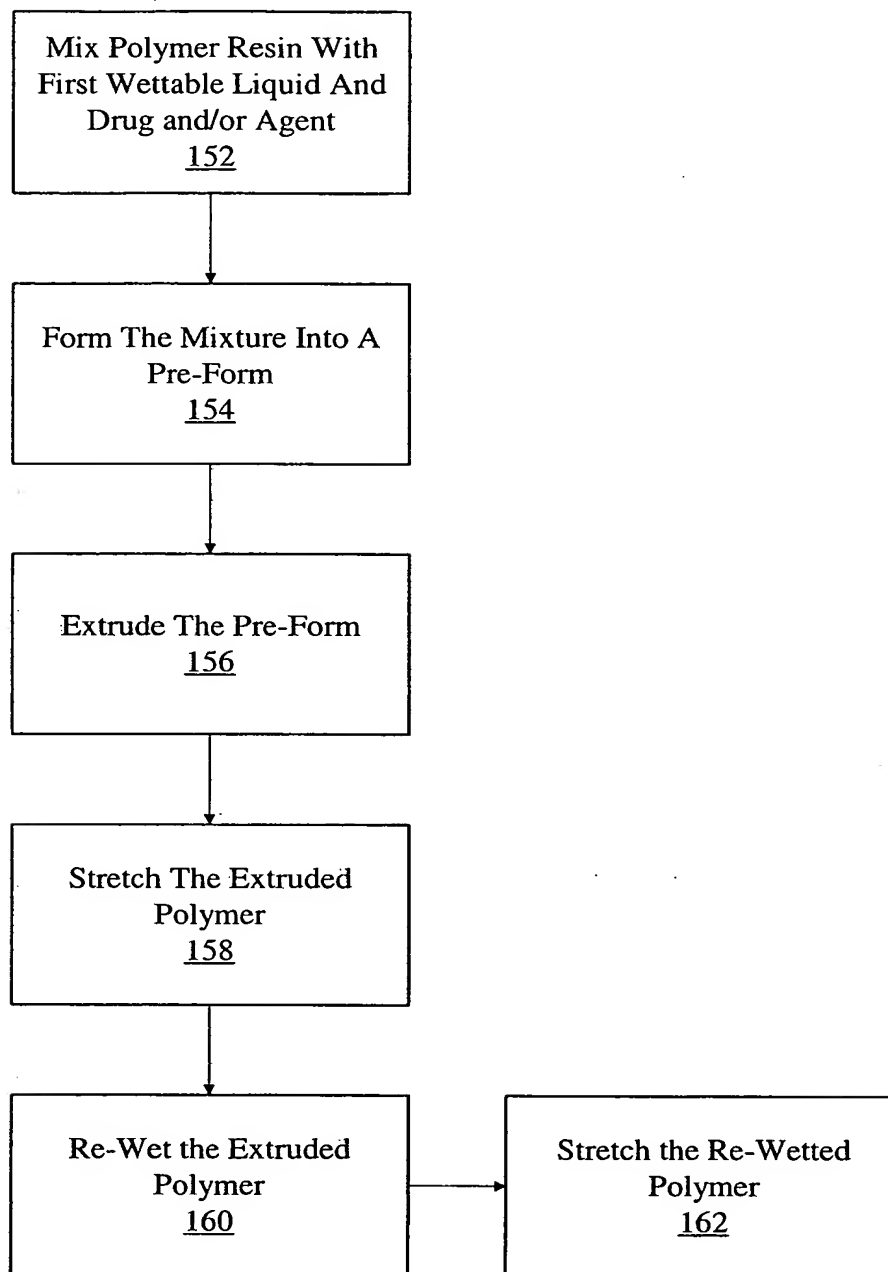 Mix Polymer Resin With
First Wettable Liquid And
Drug and/or Agent
152
Form The Mixture Into A
Pre-Form
154
Extrude The Pre-Form
156
Stretch The Extruded
Polymer
158
Re-Wet the Extruded
Polymer
160
Stretch the Re-Wetted
Polymer
162